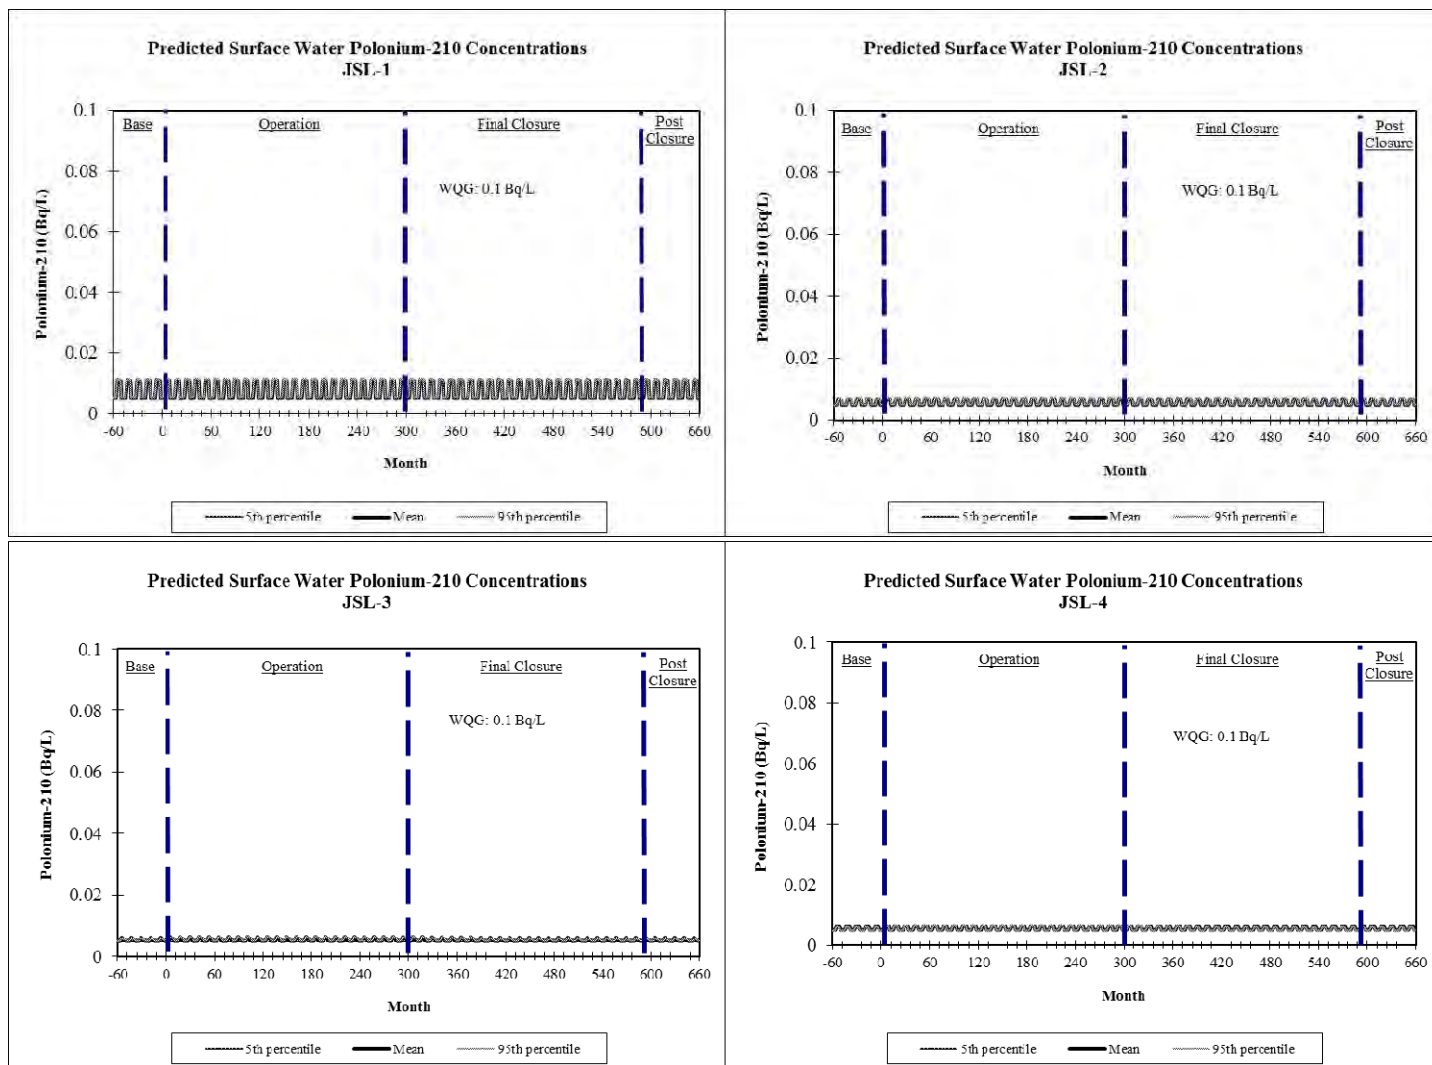 Predicted Surface Water Polonium-210 Concentrations
JSL-1
Polonium-210 (Bq/L)
0.1
0.08
0.06
0.04
0.02
0
Base
Operation
Final Closure
Post
Closure
WQG: 0.1 Bq/L
-60 0 60 120 180 240 300 360 420 480 540 600 660
Month
5th percentile Mean 95th percentile
Predicted Surface Water Polonium-210 Concentrations
JSL-2
Polonium-210 (Bq/L)
0.1
0.08
0.06
0.04
0.02
0
Base
Operation
Final Closure
Post
Closure
WQG: 0.1 Bq/L
-60 0 60 120 180 240 300 360 420 480 540 600 660
Month
5th percentile Mean 95th percentile
Predicted Surface Water Polonium-210 Concentrations
JSL-3
Polonium-210 (Bq/L)
0.1
0.08
0.06
0.04
0.02
0
Base
Operation
Final Closure
Post
Closure
WQG: 0.1 Bq/L
-60 0 60 120 180 240 300 360 420 480 540 600 660
Month
5th percentile Mean 95th percentile
Predicted Surface Water Polonium-210 Concentrations
JSL-4
Polonium-210 (Bq/L)
0.1
0.08
0.06
0.04
0.02
0
Base
Operation
Final Closure
Post
Closure
WQG: 0.1 Bq/L
-60 0 60 120 180 240 300 360 420 480 540 600 660
Month
5th percentile Mean 95th percentile